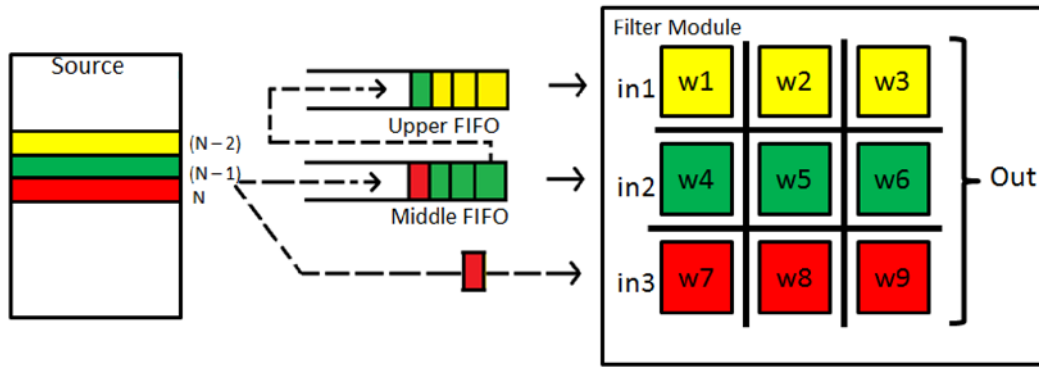 Source
(N – 2)
(N – 1)
N
Upper FIFO
Middle FIFO
Filter Module
in1
w1 w2 w3
in2
w4 w5 w6
in3
w7 w8 w9
Out